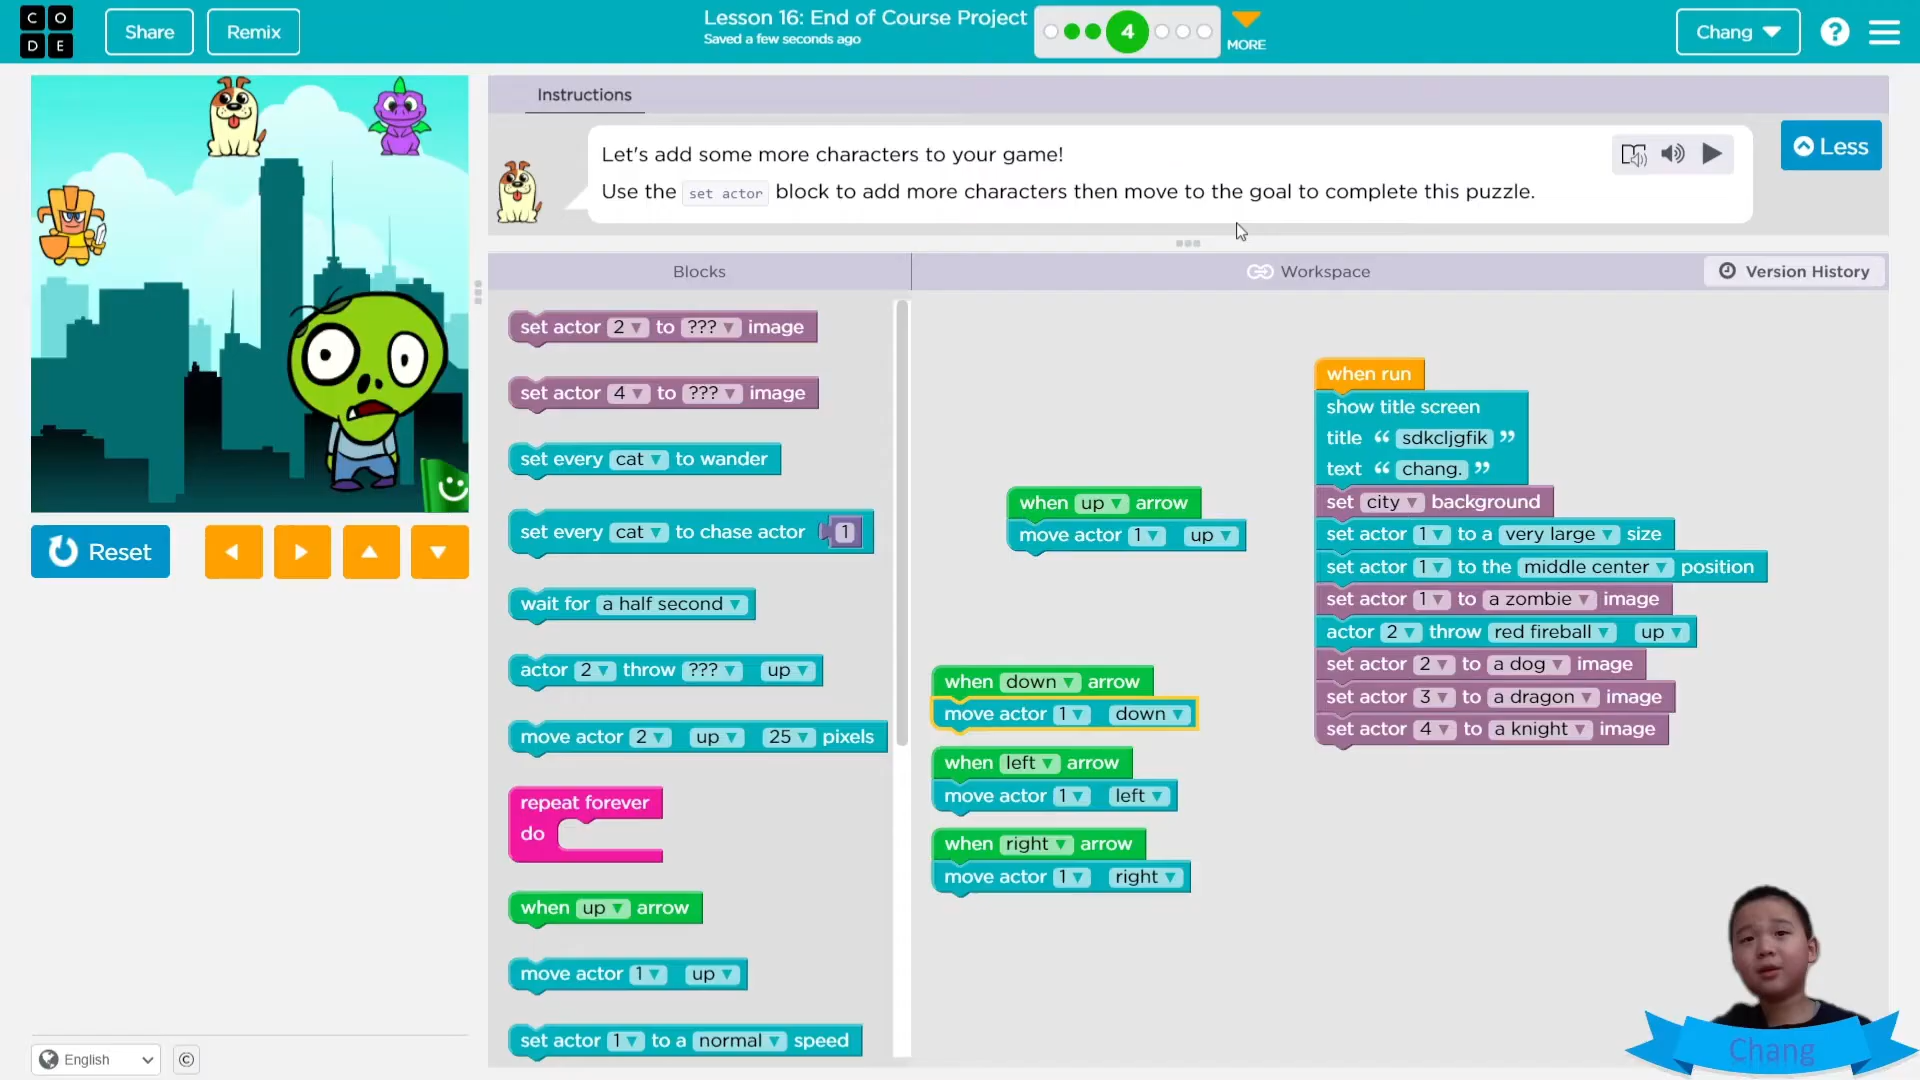 CODE
Share
Remix
Lesson 16: End of Course Project
Saved a few seconds ago
4
MORE
Chang
?
Instructions
Let's add some more characters to your game!
Use the set actor block to add more characters then move to the goal to complete this puzzle.
Less
Blocks
Workspace
Version History
Reset
set actor 2 to ??? image
set actor 4 to ??? image
set every cat to wander
set every cat to chase actor 1
wait for a half second
actor 2 throw ??? up
move actor 2 up 25 pixels
repeat forever
do
when up arrow
move actor 1 up
set actor 1 to a normal speed
when up arrow
move actor 1 up
when down arrow
move actor 1 down
when left arrow
move actor 1 left
when right arrow
move actor 1 right
when run
show title screen
title “ sdkcljgfik ”
text “ chang. ”
set city background
set actor 1 to a very large size
set actor 1 to the middle center position
set actor 1 to a zombie image
actor 2 throw red fireball up
set actor 2 to a dog image
set actor 3 to a dragon image
set actor 4 to a knight image
English
©
Chang